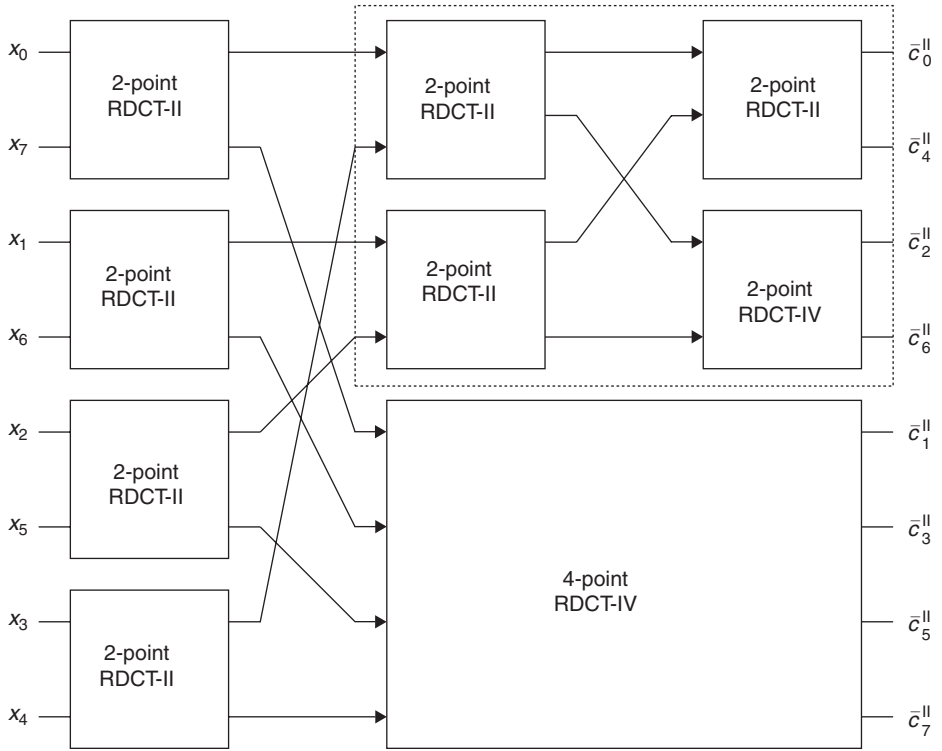 x₀
2-point
RDCT-II
2-point
RDCT-II
2-point
RDCT-II
c̄₀ᴵᴵ
x₇
c̄₄ᴵᴵ
x₁
2-point
RDCT-II
2-point
RDCT-II
2-point
RDCT-IV
c̄₂ᴵᴵ
x₆
c̄₆ᴵᴵ
x₂
2-point
RDCT-II
c̄₁ᴵᴵ
x₅
c̄₃ᴵᴵ
4-point
RDCT-IV
x₃
2-point
RDCT-II
c̄₅ᴵᴵ
x₄
c̄₇ᴵᴵ